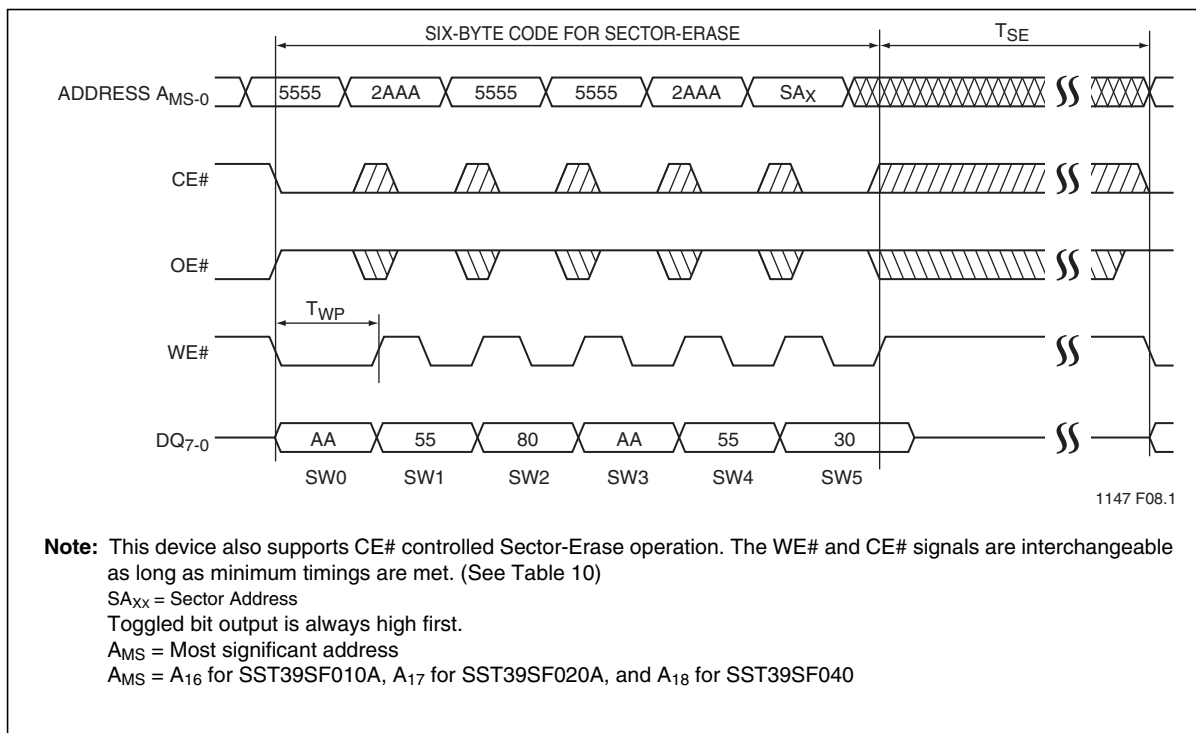 SIX-BYTE CODE FOR SECTOR-ERASE TSE
ADDRESS AMS-0 5555 2AAA 5555 5555 2AAA SAX
CE#
OE#
TWP
WE#
DQ7-0 AA 55 80 AA 55 30
SW0 SW1 SW2 SW3 SW4 SW5
1147 F08.1
Note: This device also supports CE# controlled Sector-Erase operation. The WE# and CE# signals are interchangeable
as long as minimum timings are met. (See Table 10)
SAXx = Sector Address
Toggled bit output is always high first.
AMS = Most significant address
AMS = A16 for SST39SF010A, A17 for SST39SF020A, and A18 for SST39SF040